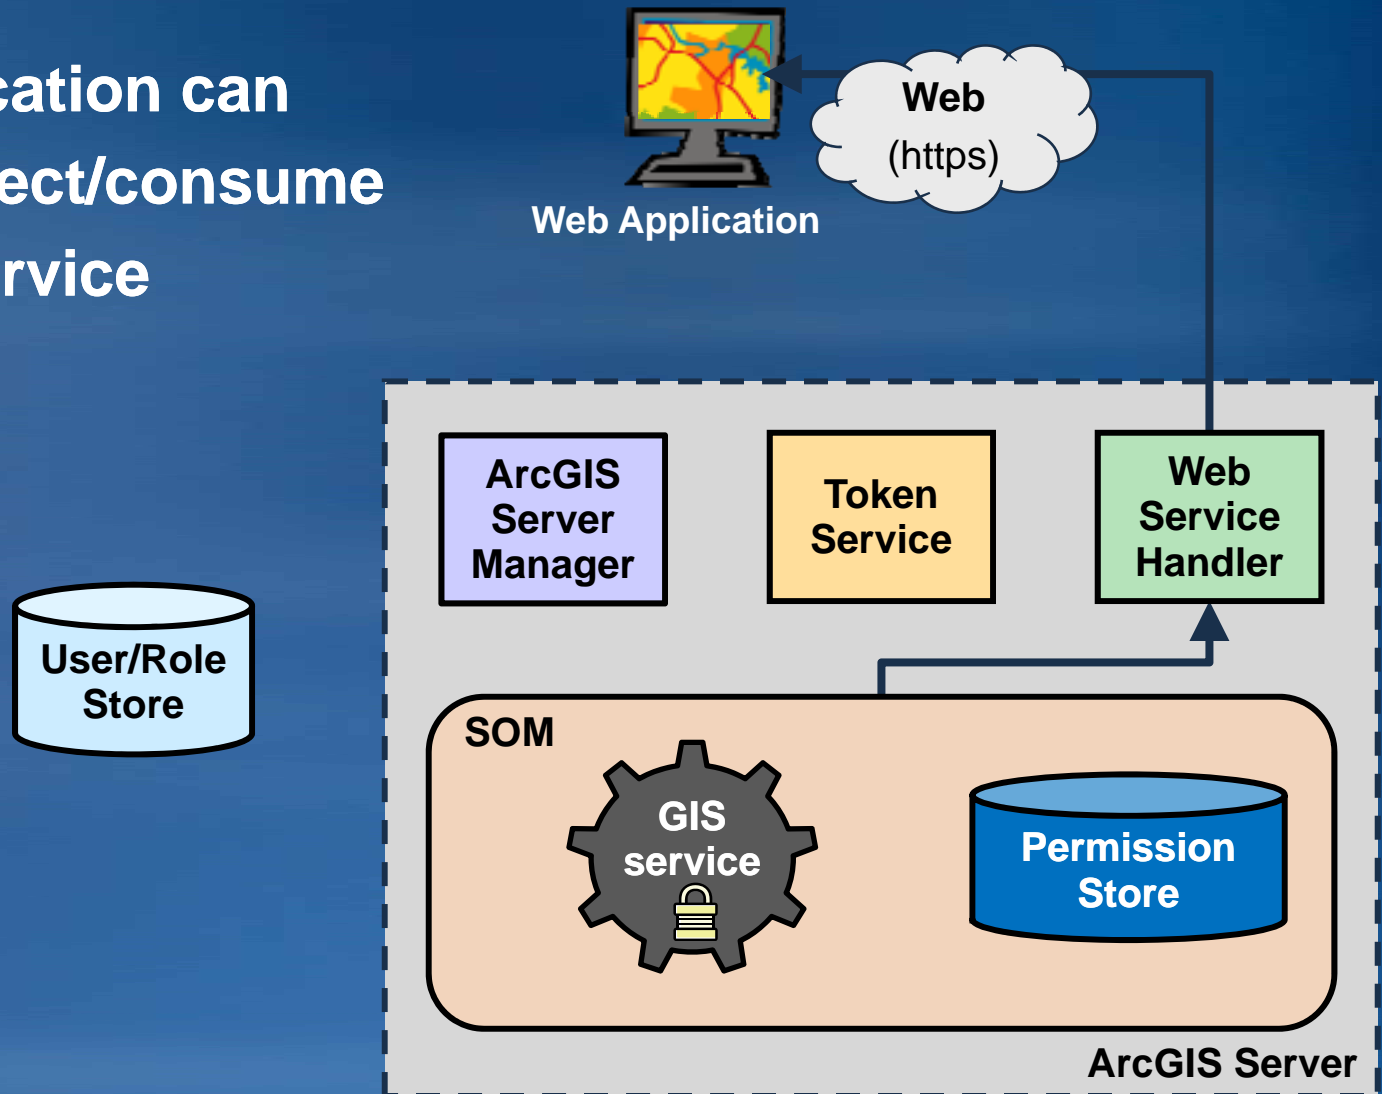 cation can
ect/consume
rvice
Web
(https)
Web Application
ArcGIS
Server
Manager
Token
Service
Web
Service
Handler
User/Role
Store
SOM
GIS
service
Permission
Store
ArcGIS Server